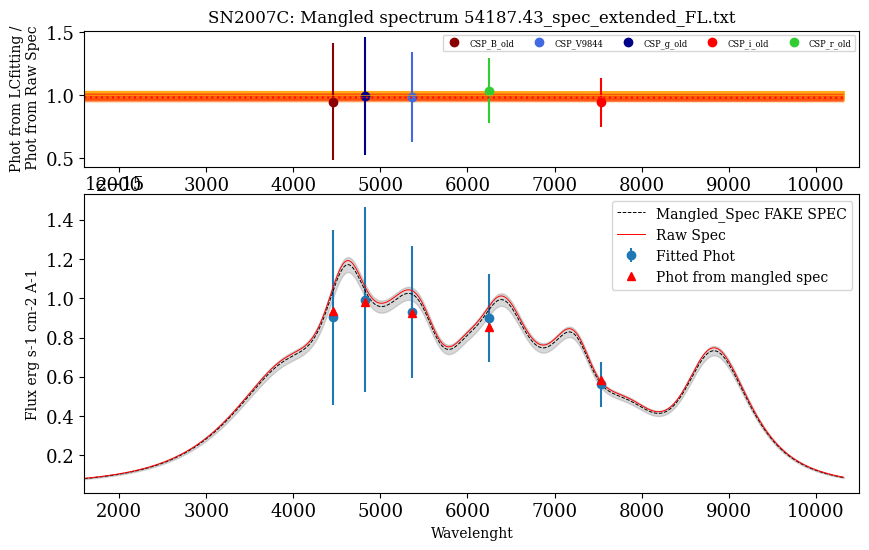 SN2007C: Mangled spectrum 54187.43_spec_extended_FL.txt
Phot from LCfitting /
Phot from Raw Spec
1.5
1.0
0.5
CSP_B_old CSP_V9844 CSP_g_old CSP_i_old CSP_r_old
2000 3000 4000 5000 6000 7000 8000 9000 10000
1e−15
Flux erg s-1 cm-2 A-1
1.4
1.2
1.0
0.8
0.6
0.4
0.2
Mangled_Spec FAKE SPEC
Raw Spec
Fitted Phot
Phot from mangled spec
2000 3000 4000 5000 6000 7000 8000 9000 10000
Wavelenght